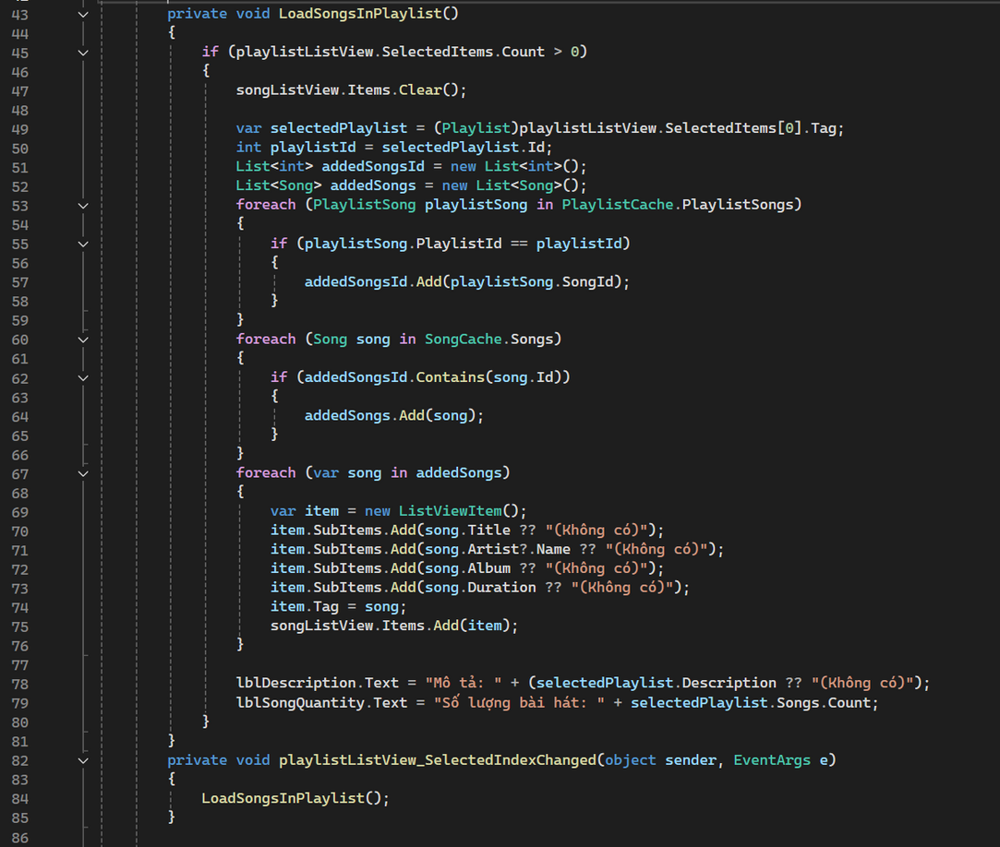 43 private void LoadSongsInPlaylist()
44 {
45 if (playlistListView.SelectedItems.Count > 0)
46 {
47 songListView.Items.Clear();
48
49 var selectedPlaylist = (Playlist)playlistListView.SelectedItems[0].Tag;
50 int playlistId = selectedPlaylist.Id;
51 List<int> addedSongsId = new List<int>();
52 List<Song> addedSongs = new List<Song>();
53 foreach (PlaylistSong playlistSong in PlaylistCache.PlaylistSongs)
54 {
55 if (playlistSong.PlaylistId == playlistId)
56 {
57 addedSongsId.Add(playlistSong.SongId);
58 }
59 }
60 foreach (Song song in SongCache.Songs)
61 {
62 if (addedSongsId.Contains(song.Id))
63 {
64 addedSongs.Add(song);
65 }
66 }
67 foreach (var song in addedSongs)
68 {
69 var item = new ListViewItem();
70 item.SubItems.Add(song.Title ?? "(Không có)");
71 item.SubItems.Add(song.Artist?.Name ?? "(Không có)");
72 item.SubItems.Add(song.Album ?? "(Không có)");
73 item.SubItems.Add(song.Duration ?? "(Không có)");
74 item.Tag = song;
75 songListView.Items.Add(item);
76 }
77
78 lblDescription.Text = "Mô tả: " + (selectedPlaylist.Description ?? "(Không có)");
79 lblSongQuantity.Text = "Số lượng bài hát: " + selectedPlaylist.Songs.Count;
80 }
81 }
82 private void playlistListView_SelectedIndexChanged(object sender, EventArgs e)
83 {
84 LoadSongsInPlaylist();
85 }
86